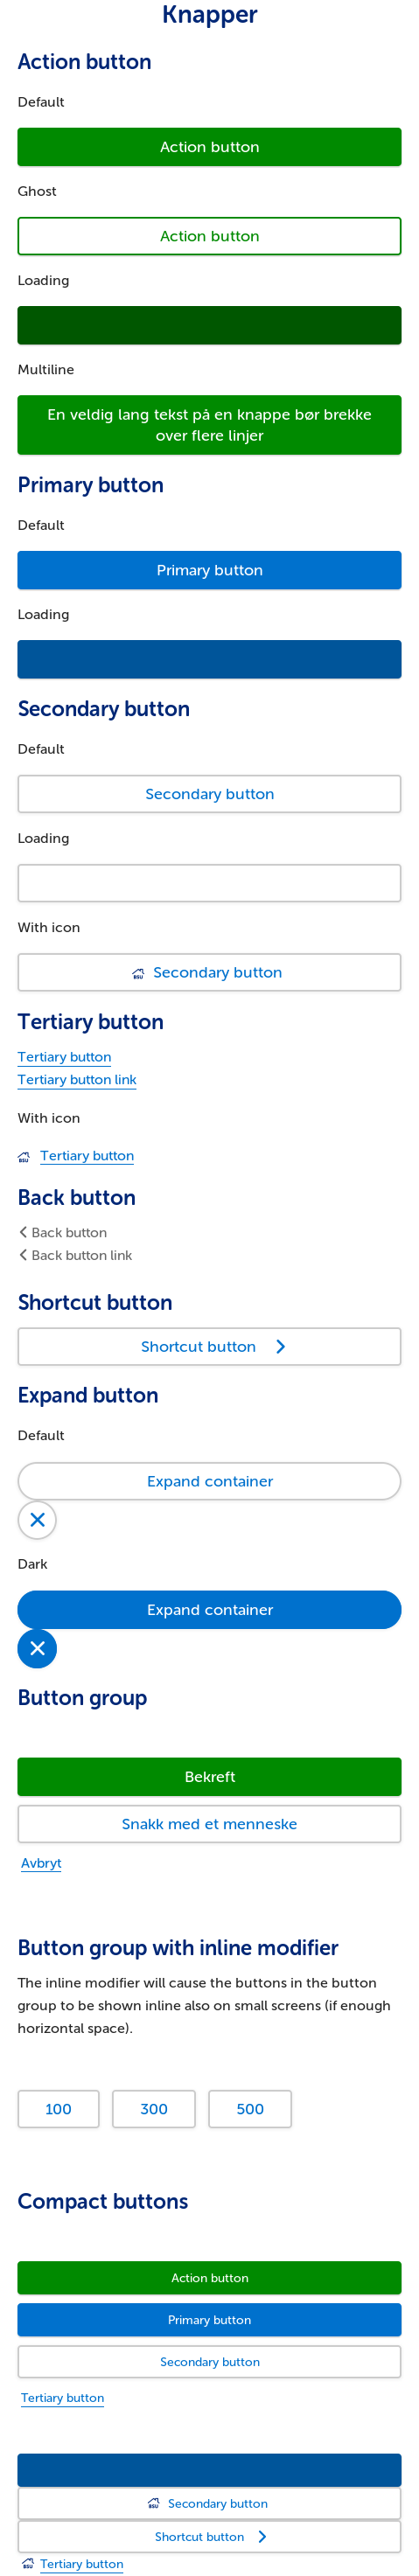 Knapper
Action button
Default
Action button
Ghost
Action button
Loading
Multiline
En veldig lang tekst på en knappe bør brekke
over flere linjer
Primary button
Default
Primary button
Loading
Secondary button
Default
Secondary button
Loading
With icon
BSU Secondary button
Tertiary button
Tertiary button
Tertiary button link
With icon
BSU Tertiary button
Back button
Back button
Back button link
Shortcut button
Shortcut button
Expand button
Default
Expand container
Dark
Expand container
Button group
Bekreft
Snakk med et menneske
Avbryt
Button group with inline modifier
The inline modifier will cause the buttons in the button
group to be shown inline also on small screens (if enough
horizontal space).
100 300 500
Compact buttons
Action button
Primary button
Secondary button
Tertiary button
BSU Secondary button
Shortcut button
BSU Tertiary button